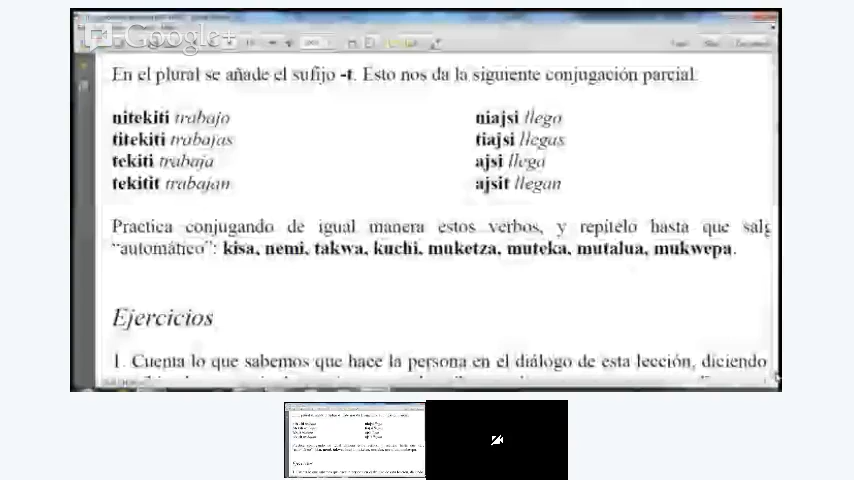 Google+
En el plural se añade el sufijo -t. Esto nos da la siguiente conjugación parcial.
nitekiti trabajo niajsi llego
titekiti trabajas tiajsi llegas
tekiti trabaja ajsi llega
tekitit trabajan ajsit llegan
Practica conjugando de igual manera estos verbos, y repítelo hasta que salg
"automático": kisa, nemi, takwa, kuchi, muketza, muteka, mutalua, mukwepa.
Ejercicios
1. Cuenta lo que sabemos que hace la persona en el diálogo de esta lección, diciendo